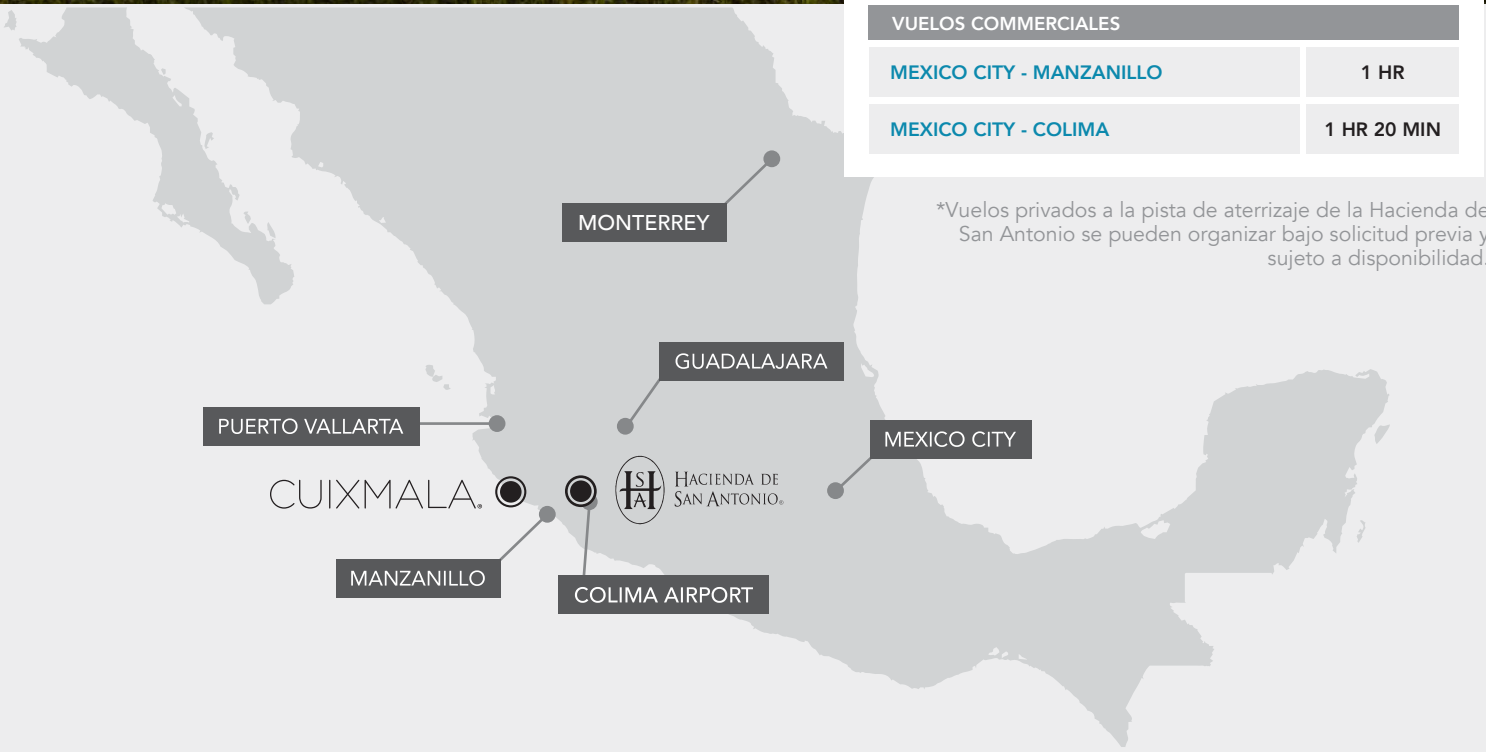 VUELOS COMMERCIALES
MEXICO CITY - MANZANILLO 1 HR
MEXICO CITY - COLIMA 1 HR 20 MIN
*Vuelos privados a la pista de aterrizaje de la Hacienda de
San Antonio se pueden organizar bajo solicitud previa y
sujeto a disponibilidad.
MONTERREY
GUADALAJARA
PUERTO VALLARTA
MEXICO CITY
CUIXMALA®
HSA
HACIENDA DE
SAN ANTONIO®
MANZANILLO
COLIMA AIRPORT